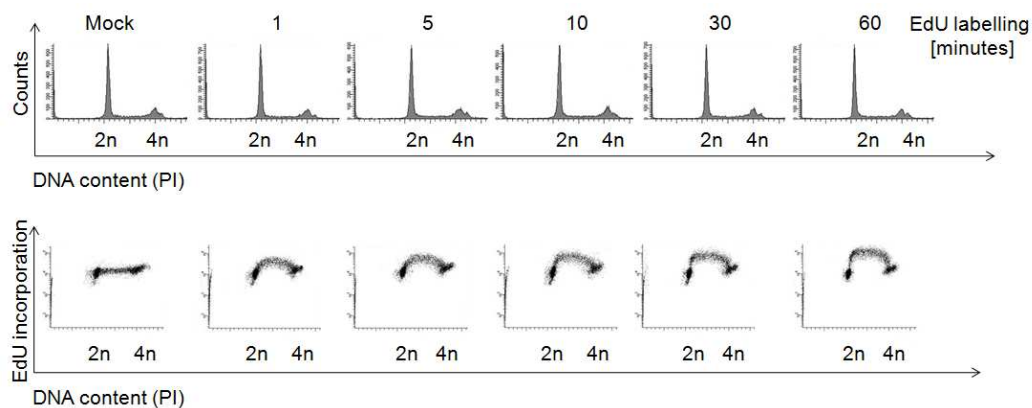 Mock 1 5 10 30 60 EdU labelling
[minutes]
Counts
2n 4n 2n 4n 2n 4n 2n 4n 2n 4n 2n 4n
DNA content (PI)
EdU incorporation
2n 4n 2n 4n 2n 4n 2n 4n 2n 4n 2n 4n
DNA content (PI)